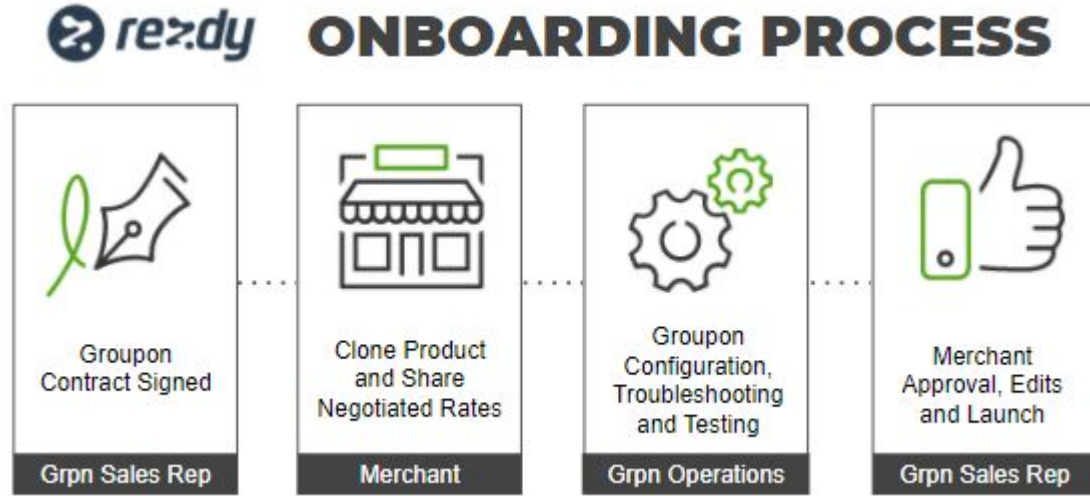 rezdy ONBOARDING PROCESS
Groupon
Contract Signed
Grpn Sales Rep
Clone Product
and Share
Negotiated Rates
Merchant
Groupon
Configuration,
Troubleshooting
and Testing
Grpn Operations
Merchant
Approval, Edits
and Launch
Grpn Sales Rep